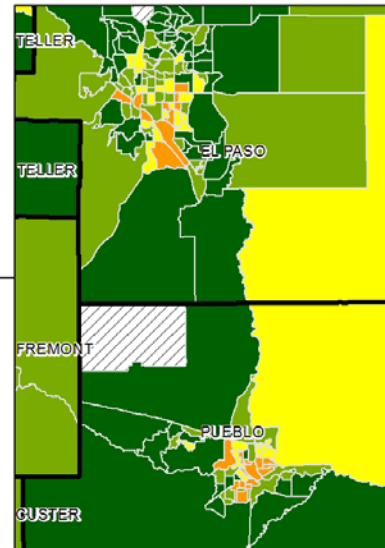 TELLER
EL PASO
TELLER
FREMONT
PUEBLO
CUSTER